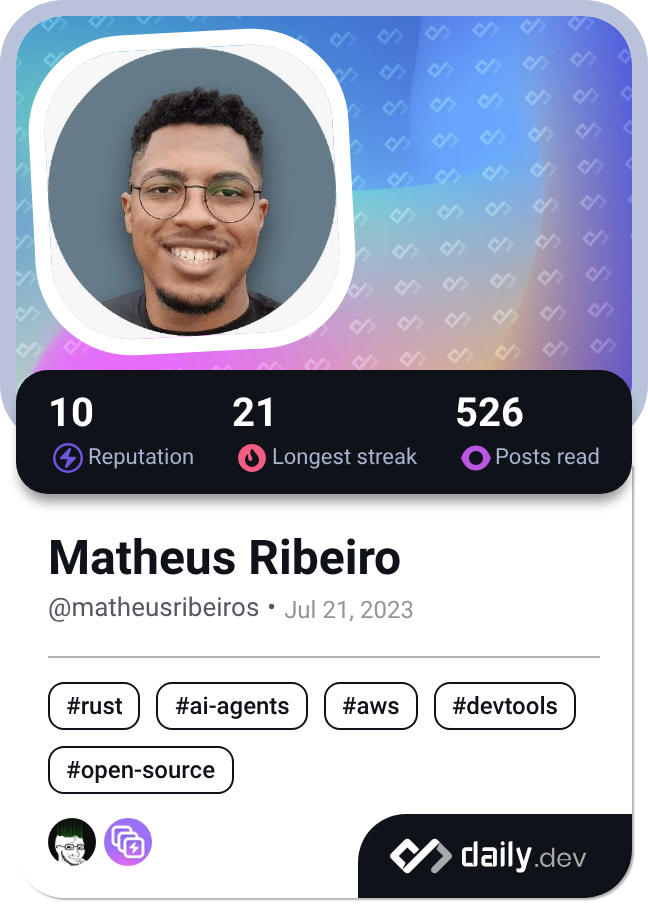 10 21 526
Reputation Longest streak Posts read
Matheus Ribeiro
@matheusribeiros • Jul 21, 2023
#rust #ai-agents #aws #devtools
#open-source
daily.dev